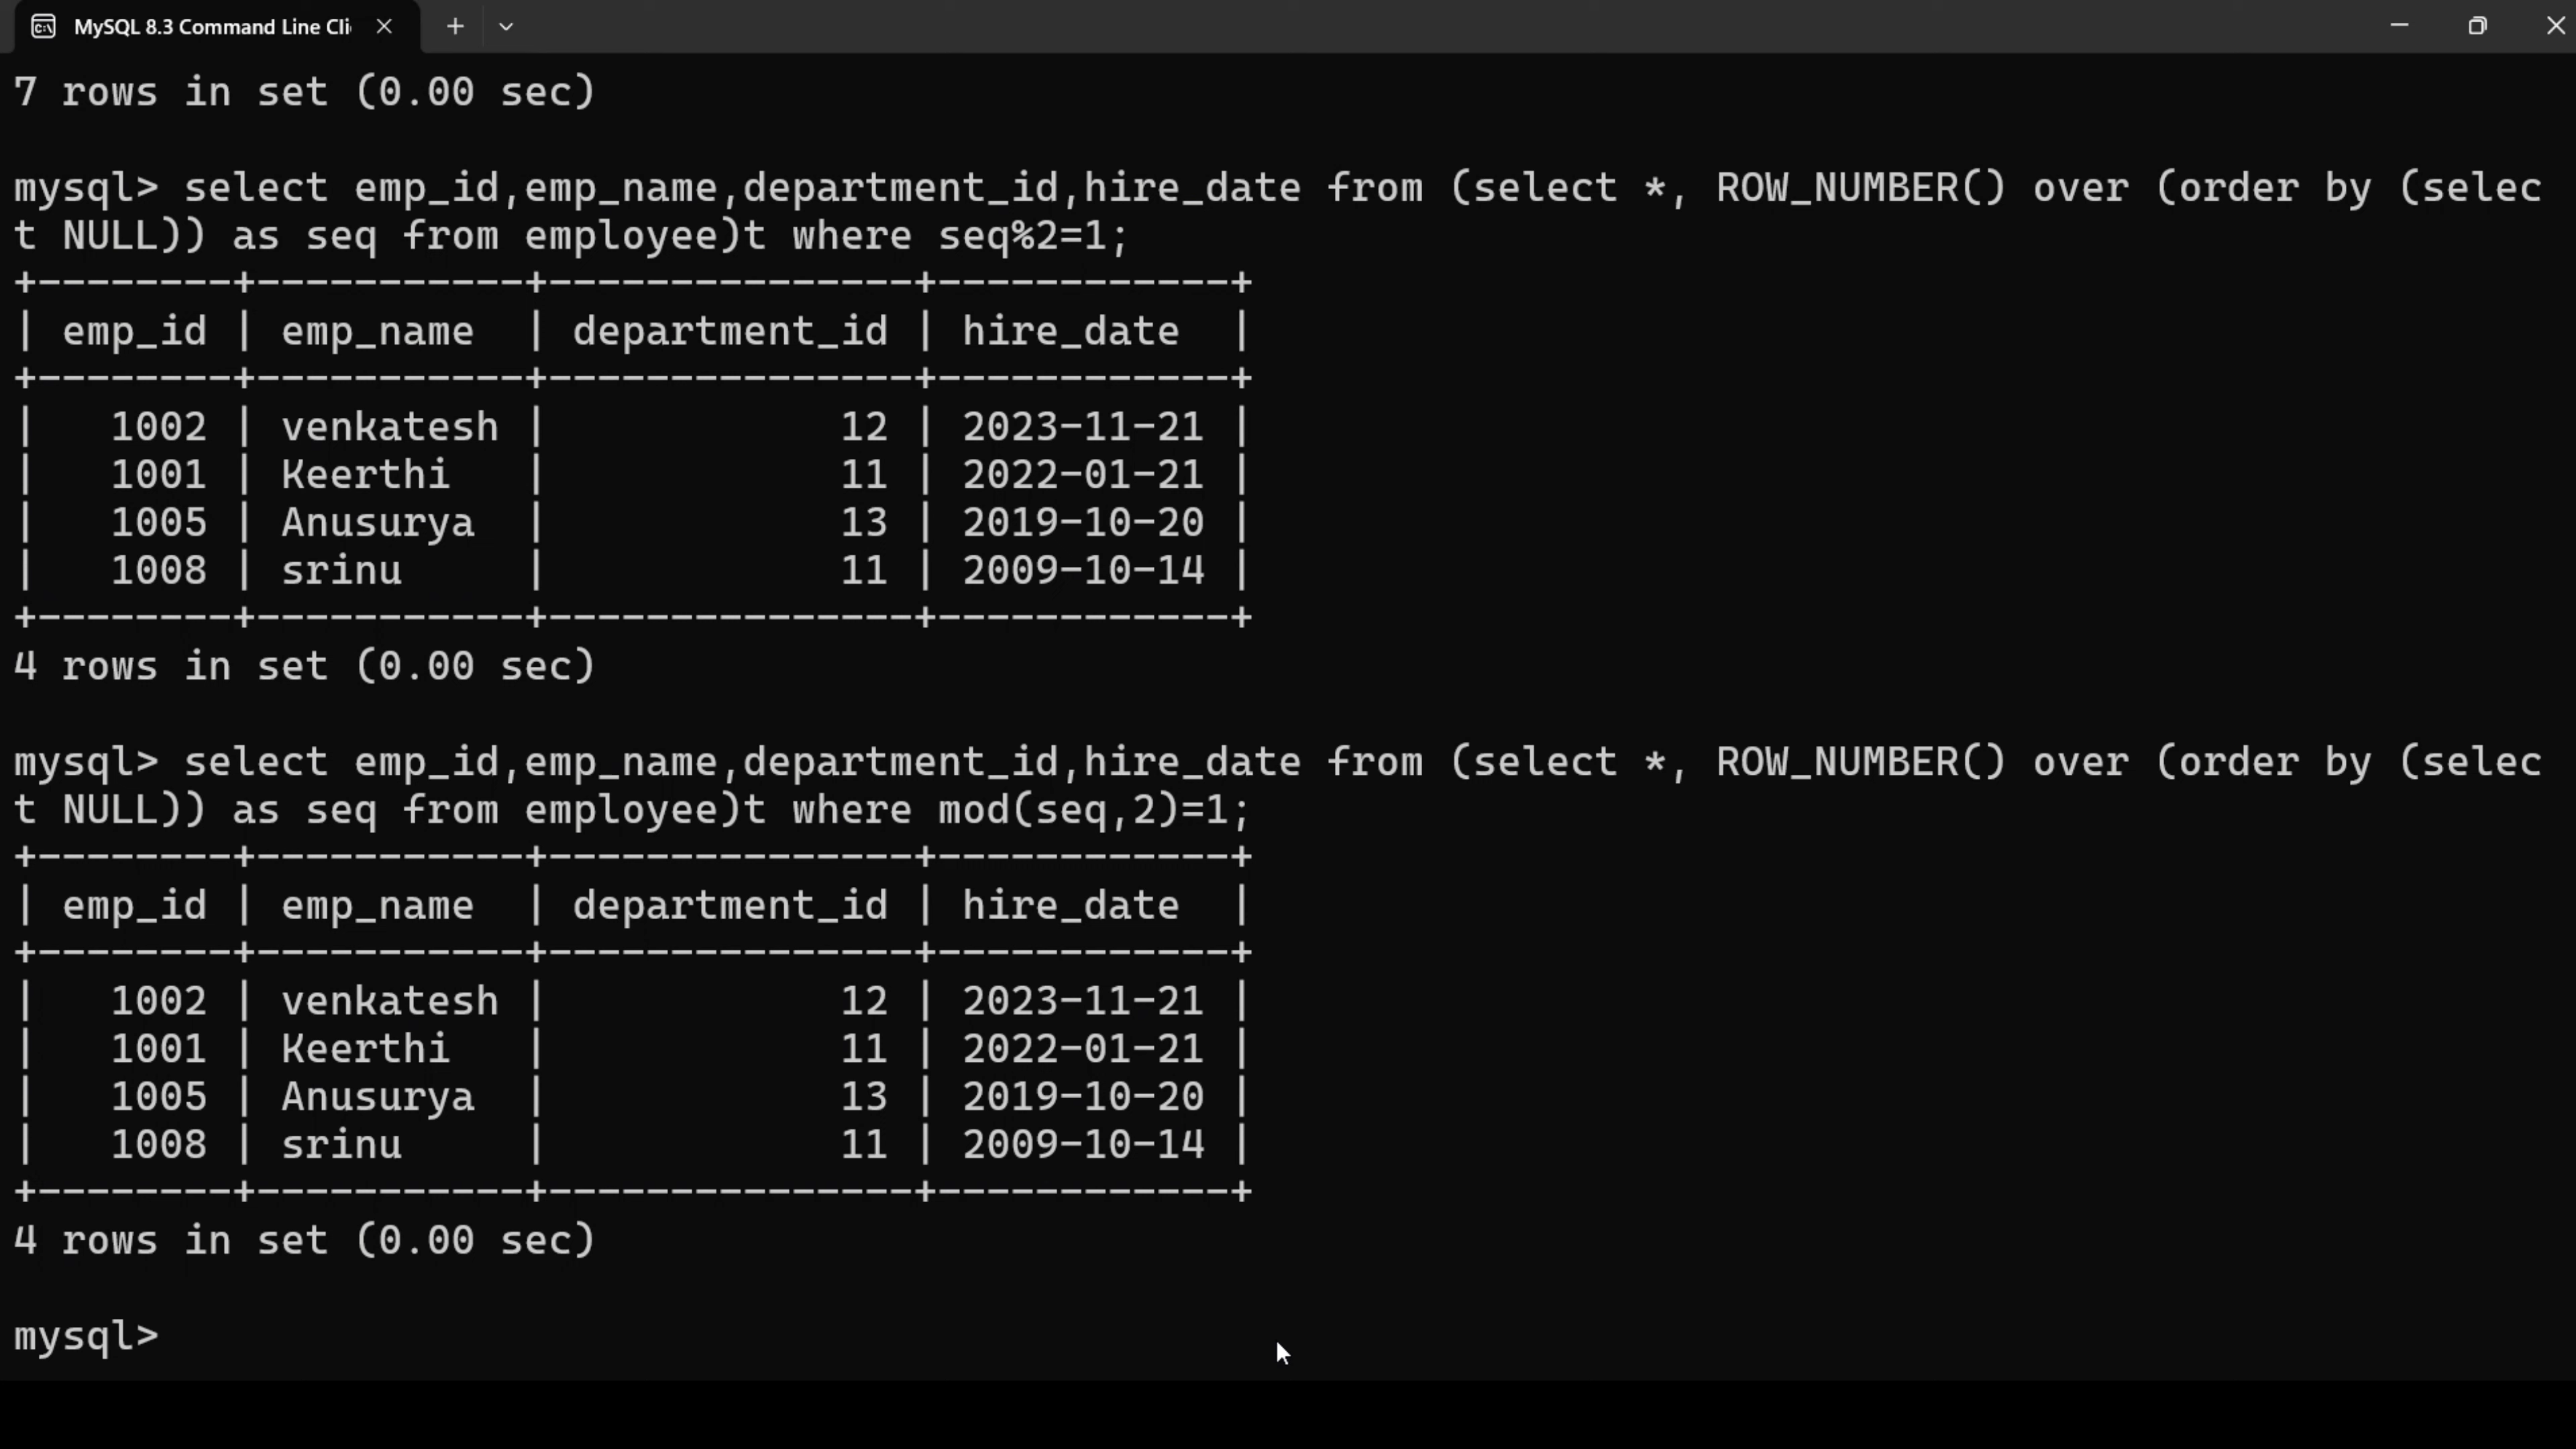 MySQL 8.3 Command Line Cli
7 rows in set (0.00 sec)
mysql> select emp_id,emp_name,department_id,hire_date from (select *, ROW_NUMBER() over (order by (selec
t NULL)) as seq from employee)t where seq%2=1;
+--------+-----------+---------------+------------+
| emp_id | emp_name  | department_id | hire_date  |
+--------+-----------+---------------+------------+
|   1002 | venkatesh |            12 | 2023-11-21 |
|   1001 | Keerthi   |            11 | 2022-01-21 |
|   1005 | Anusurya  |            13 | 2019-10-20 |
|   1008 | srinu     |            11 | 2009-10-14 |
+--------+-----------+---------------+------------+
4 rows in set (0.00 sec)
mysql> select emp_id,emp_name,department_id,hire_date from (select *, ROW_NUMBER() over (order by (selec
t NULL)) as seq from employee)t where mod(seq,2)=1;
+--------+-----------+---------------+------------+
| emp_id | emp_name  | department_id | hire_date  |
+--------+-----------+---------------+------------+
|   1002 | venkatesh |            12 | 2023-11-21 |
|   1001 | Keerthi   |            11 | 2022-01-21 |
|   1005 | Anusurya  |            13 | 2019-10-20 |
|   1008 | srinu     |            11 | 2009-10-14 |
+--------+-----------+---------------+------------+
4 rows in set (0.00 sec)
mysql>